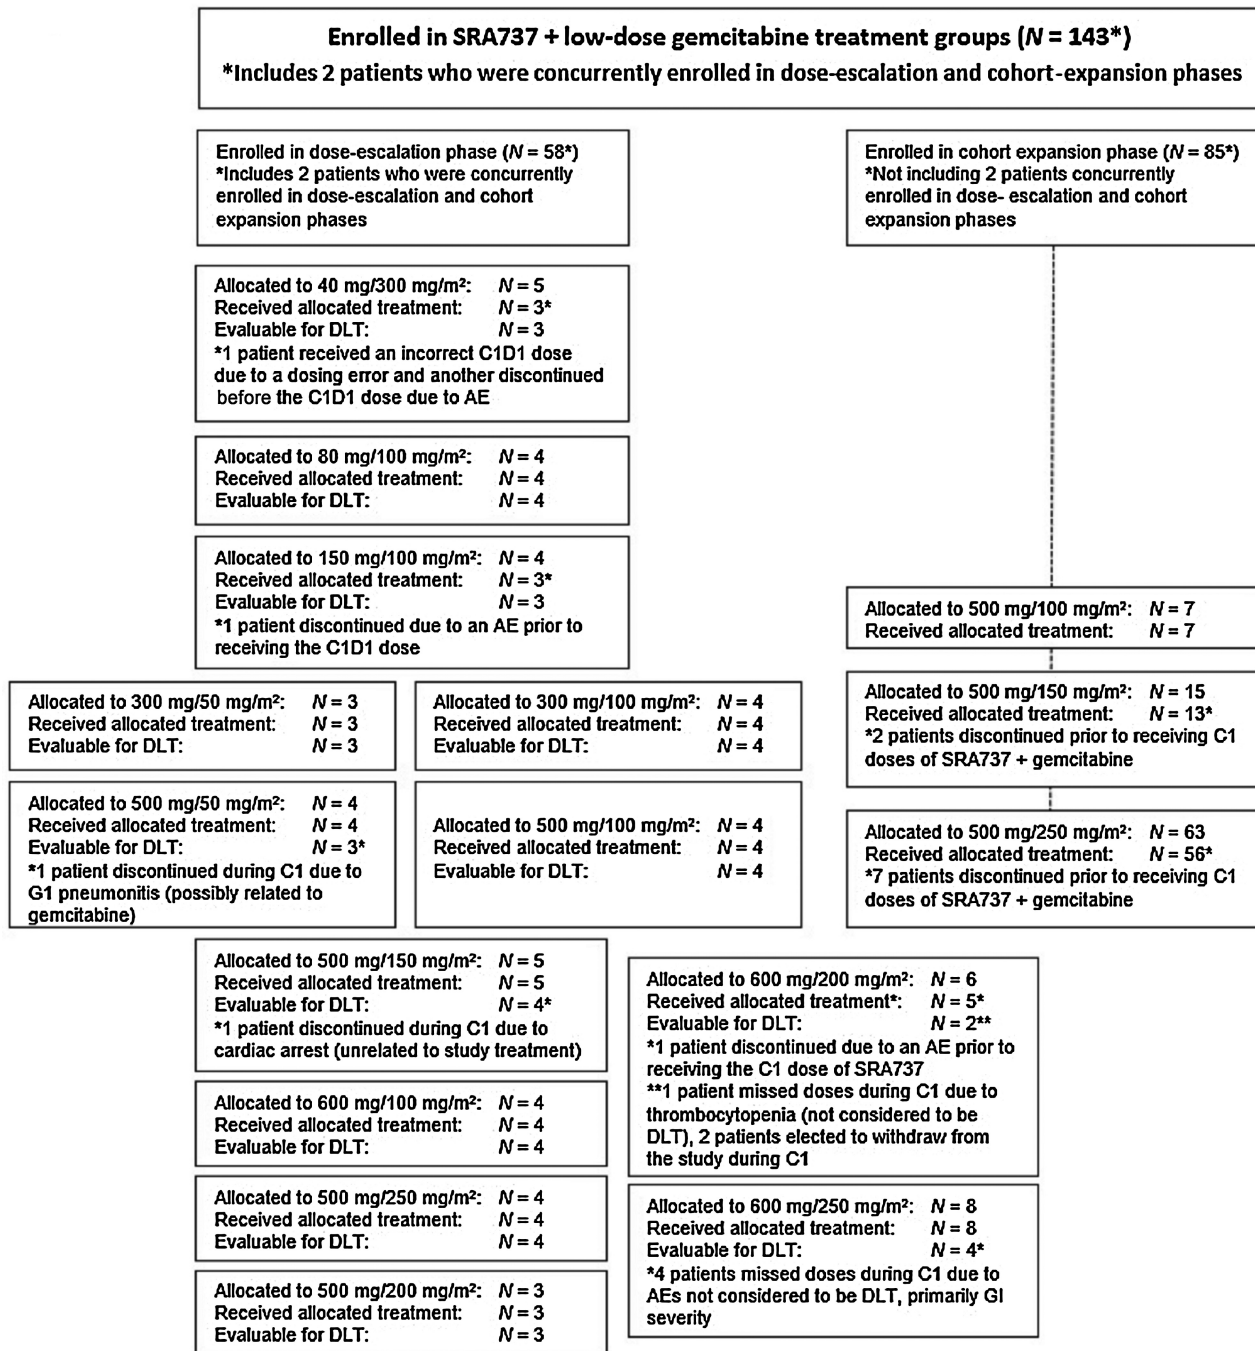 Enrolled in SRA737 + low-dose gemcitabine treatment groups (N = 143*)
*Includes 2 patients who were concurrently enrolled in dose-escalation and cohort-expansion phases
Enrolled in dose-escalation phase (N = 58*)
*Includes 2 patients who were concurrently
enrolled in dose-escalation and cohort
expansion phases
Enrolled in cohort expansion phase (N = 85*)
*Not including 2 patients concurrently
enrolled in dose- escalation and cohort
expansion phases
Allocated to 40 mg/300 mg/m²: N = 5
Received allocated treatment: N = 3*
Evaluable for DLT: N = 3
*1 patient received an incorrect C1D1 dose
due to a dosing error and another discontinued
before the C1D1 dose due to AE
Allocated to 80 mg/100 mg/m²: N = 4
Received allocated treatment: N = 4
Evaluable for DLT: N = 4
Allocated to 150 mg/100 mg/m²: N = 4
Received allocated treatment: N = 3*
Evaluable for DLT: N = 3
*1 patient discontinued due to an AE prior to
receiving the C1D1 dose
Allocated to 500 mg/100 mg/m²: N = 7
Received allocated treatment: N = 7
Allocated to 300 mg/50 mg/m²: N = 3
Received allocated treatment: N = 3
Evaluable for DLT: N = 3
Allocated to 300 mg/100 mg/m²: N = 4
Received allocated treatment: N = 4
Evaluable for DLT: N = 4
Allocated to 500 mg/150 mg/m²: N = 15
Received allocated treatment: N = 13*
*2 patients discontinued prior to receiving C1
doses of SRA737 + gemcitabine
Allocated to 500 mg/50 mg/m²: N = 4
Received allocated treatment: N = 4
Evaluable for DLT: N = 3*
*1 patient discontinued during C1 due to
G1 pneumonitis (possibly related to
gemcitabine)
Allocated to 500 mg/100 mg/m²: N = 4
Received allocated treatment: N = 4
Evaluable for DLT: N = 4
Allocated to 500 mg/250 mg/m²: N = 63
Received allocated treatment: N = 56*
*7 patients discontinued prior to receiving C1
doses of SRA737 + gemcitabine
Allocated to 500 mg/150 mg/m²: N = 5
Received allocated treatment: N = 5
Evaluable for DLT: N = 4*
*1 patient discontinued during C1 due to
cardiac arrest (unrelated to study treatment)
Allocated to 600 mg/200 mg/m²: N = 6
Received allocated treatment*: N = 5*
Evaluable for DLT: N = 2**
*1 patient discontinued due to an AE prior to
receiving the C1 dose of SRA737
**1 patient missed doses during C1 due to
thrombocytopenia (not considered to be
DLT), 2 patients elected to withdraw from
the study during C1
Allocated to 600 mg/100 mg/m²: N = 4
Received allocated treatment: N = 4
Evaluable for DLT: N = 4
Allocated to 500 mg/250 mg/m²: N = 4
Received allocated treatment: N = 4
Evaluable for DLT: N = 4
Allocated to 600 mg/250 mg/m²: N = 8
Received allocated treatment: N = 8
Evaluable for DLT: N = 4*
*4 patients missed doses during C1 due to
AEs not considered to be DLT, primarily GI
severity
Allocated to 500 mg/200 mg/m²: N = 3
Received allocated treatment: N = 3
Evaluable for DLT: N = 3